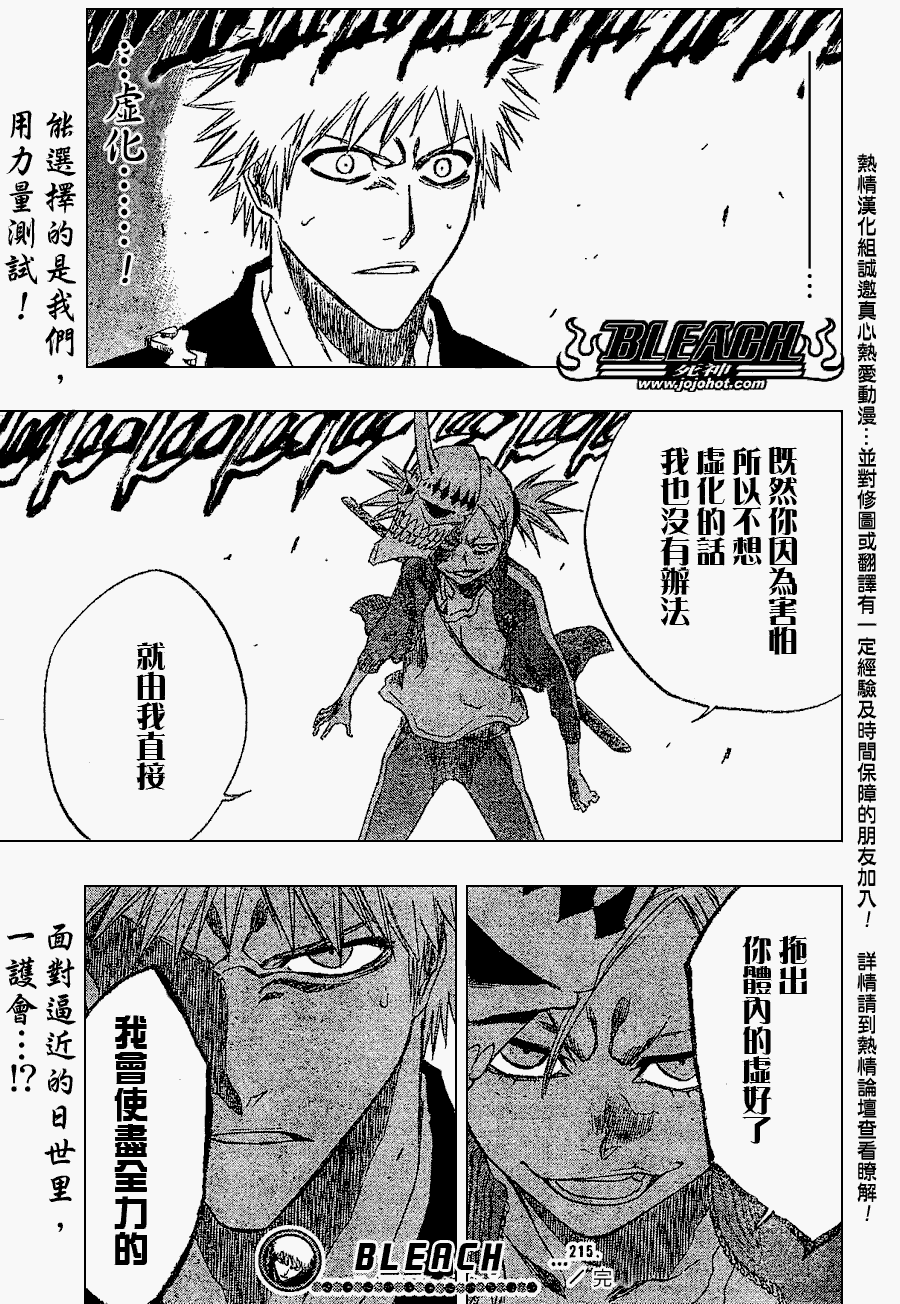 熱情漢化組誠邀真心熱愛動漫…並對修圖或翻譯有一定經驗及時間保障的朋友加入！ 詳情請到熱情論壇查看瞭解！
──…
…虛化……！
能選擇的是我們，
用力量測試！
BLEACH
死神
www.jojohot.com
既然你因為害怕
所以不想
虛化的話
我也沒有辦法
就由我直接
拖出
你體內的虛好了
我會使盡全力的
面對逼近的日世里，
一護會…!?
BLEACH
215.
…／完